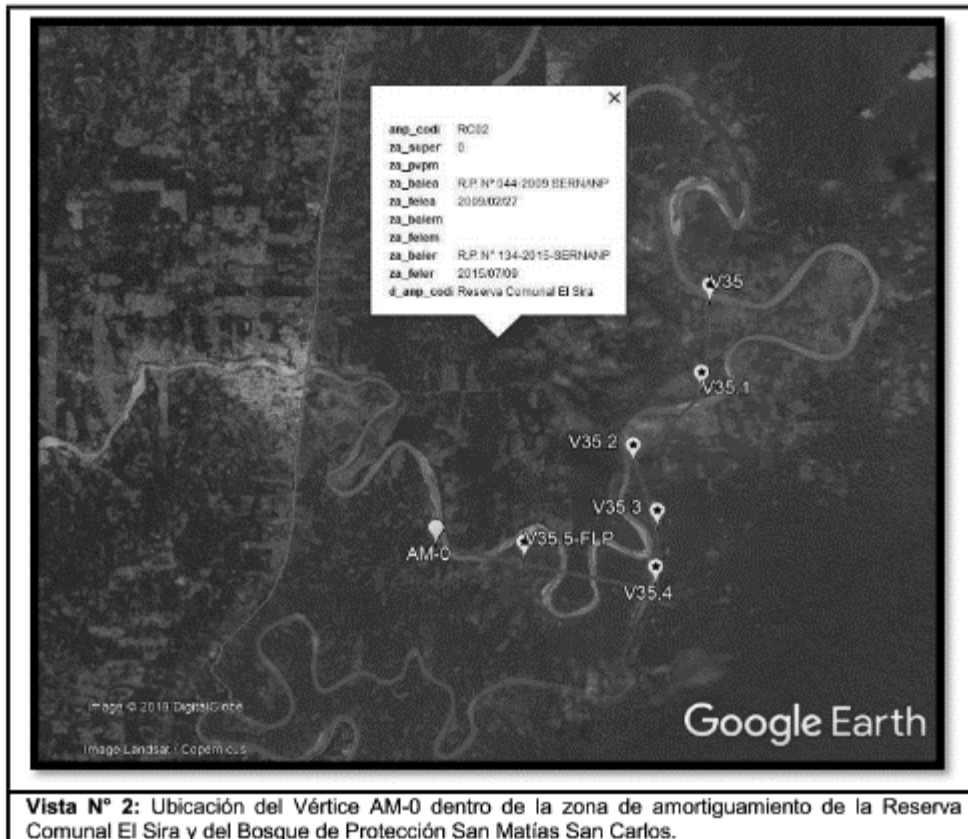 anp_codi RC02
za_super 0
za_pvpm
za_balea R.P. N° 044-2009 SERNANP
za_felea 2009/02/27
za_balem
za_felem
za_baler R.P. N° 134-2015-SERNANP
za_feler 2015/07/09
d_anp_codi Reserva Comunal El Sira
V35
V35.1
V35.2
V35.3
AM-0
V35.5-FLP
V35.4
Image © 2019 DigitalGlobe
Image Landsat / Copernicus
Google Earth
Vista N° 2: Ubicación del Vértice AM-0 dentro de la zona de amortiguamiento de la Reserva
Comunal El Sira y del Bosque de Protección San Matías San Carlos.